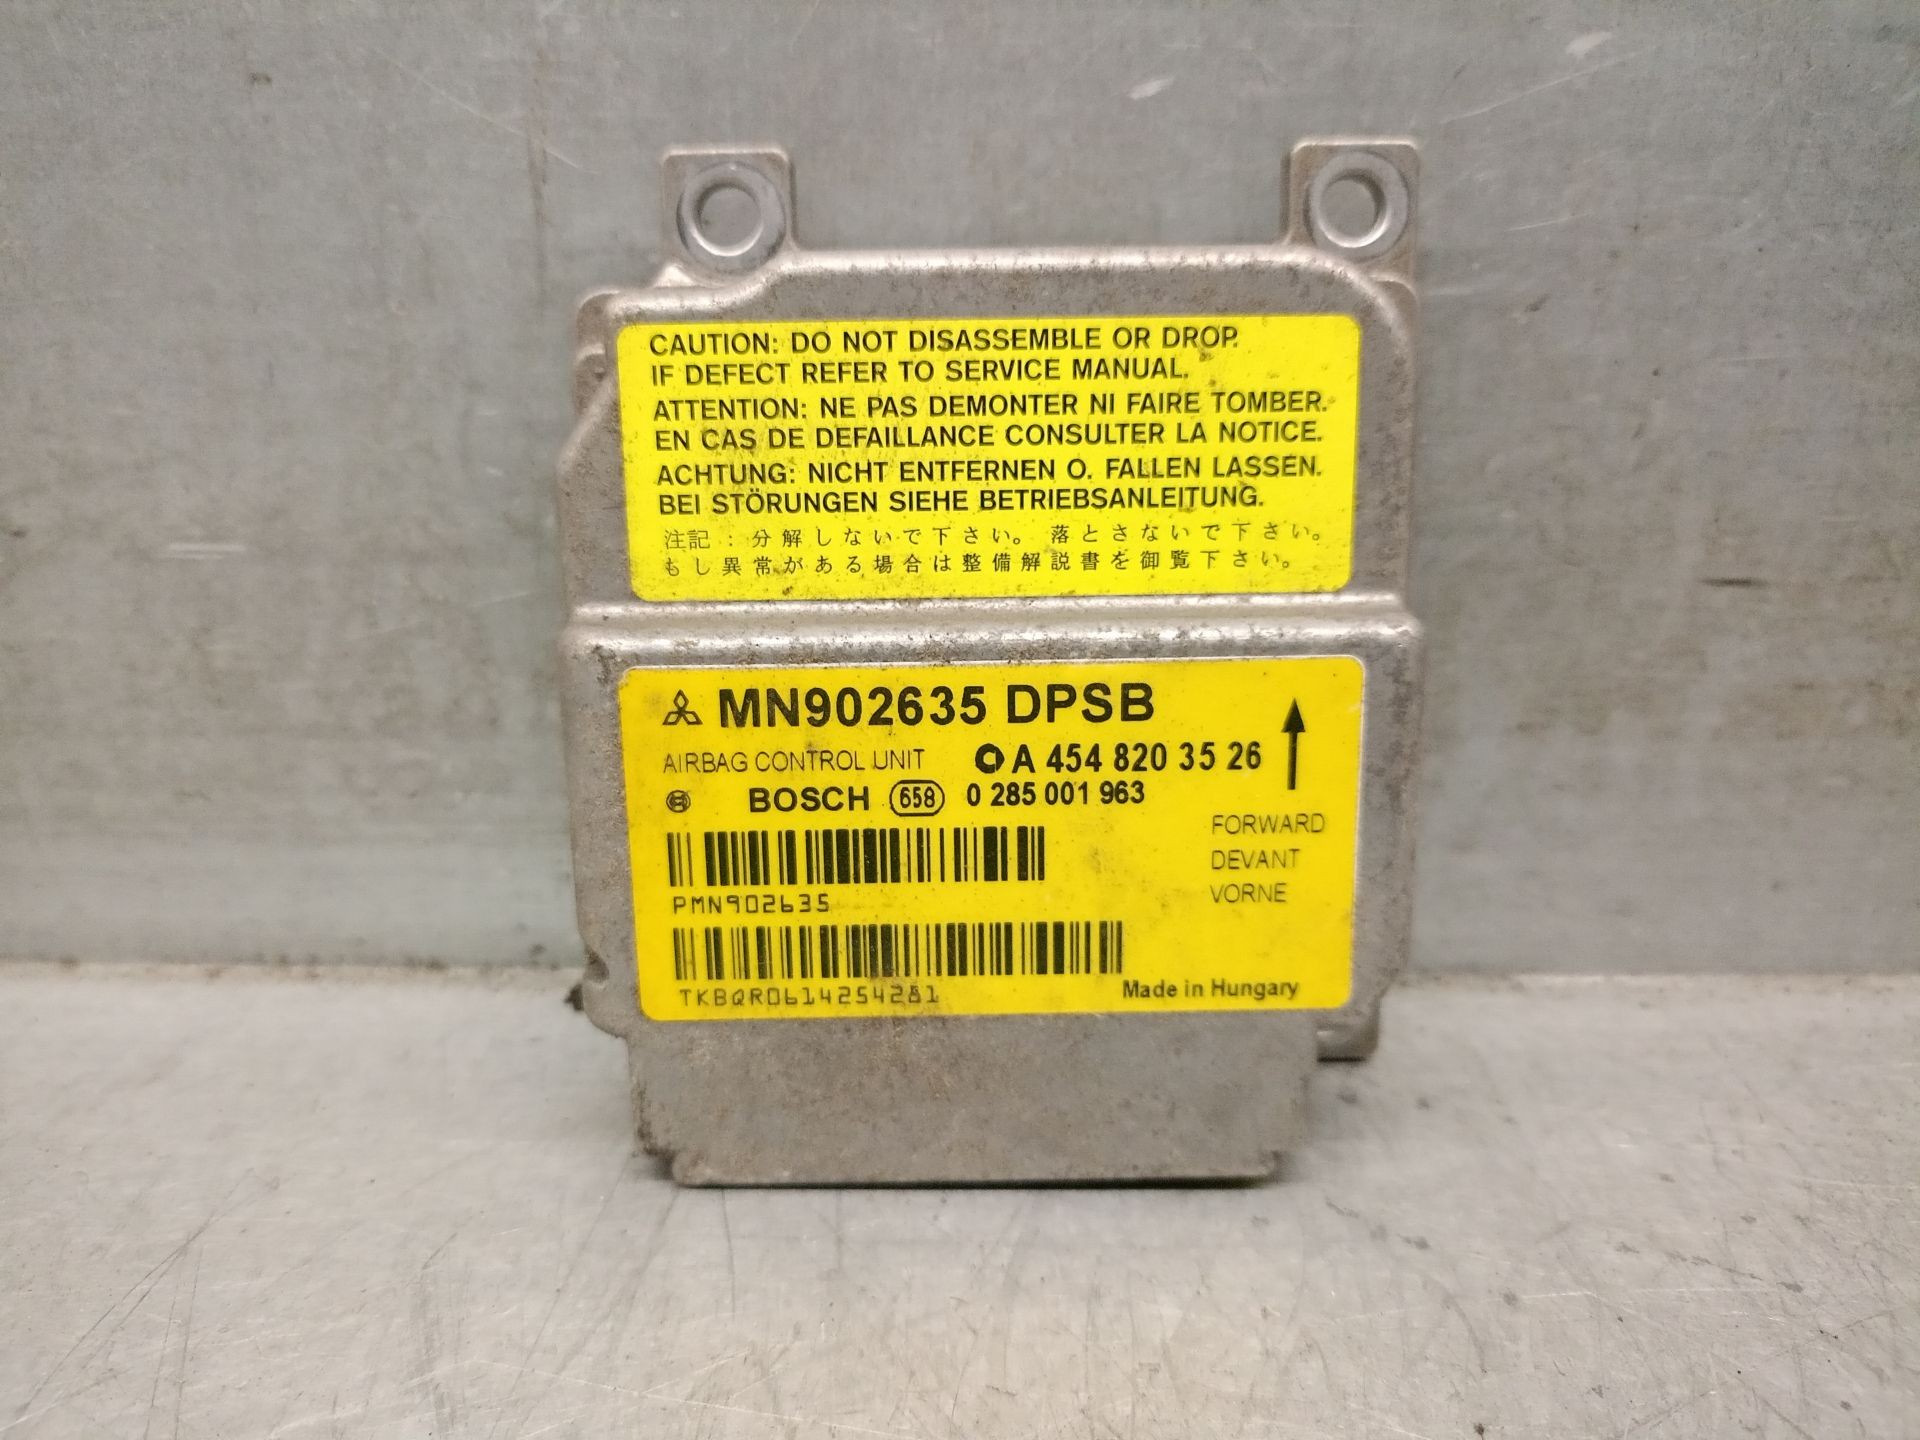 CAUTION: DO NOT DISASSEMBLE OR DROP.
IF DEFECT REFER TO SERVICE MANUAL.
ATTENTION: NE PAS DEMONTER NI FAIRE TOMBER.
EN CAS DE DEFAILLANCE CONSULTER LA NOTICE.
ACHTUNG: NICHT ENTFERNEN O. FALLEN LASSEN.
BEI STÖRUNGEN SIEHE BETRIEBSANLEITUNG.
注記：分解しないで下さい。落とさないで下さい。
もし異常がある場合は整備解説書を御覧下さい。
MN902635 DPSB
AIRBAG CONTROL UNIT A 454 820 35 26
BOSCH 658 0 285 001 963
FORWARD
DEVANT
VORNE
PMN902635
TKBQR0614254281
Made in Hungary